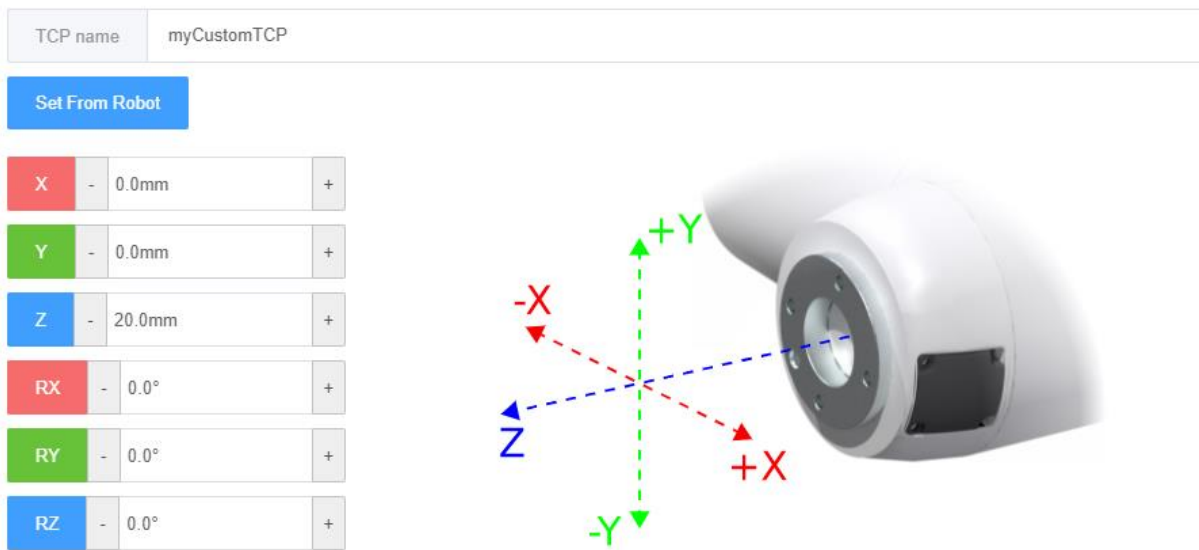 TCP name myCustomTCP
Set From Robot
X - 0.0mm +
Y - 0.0mm +
Z - 20.0mm +
RX - 0.0° +
RY - 0.0° +
RZ - 0.0° +
+Y
-X
Z
+X
-Y